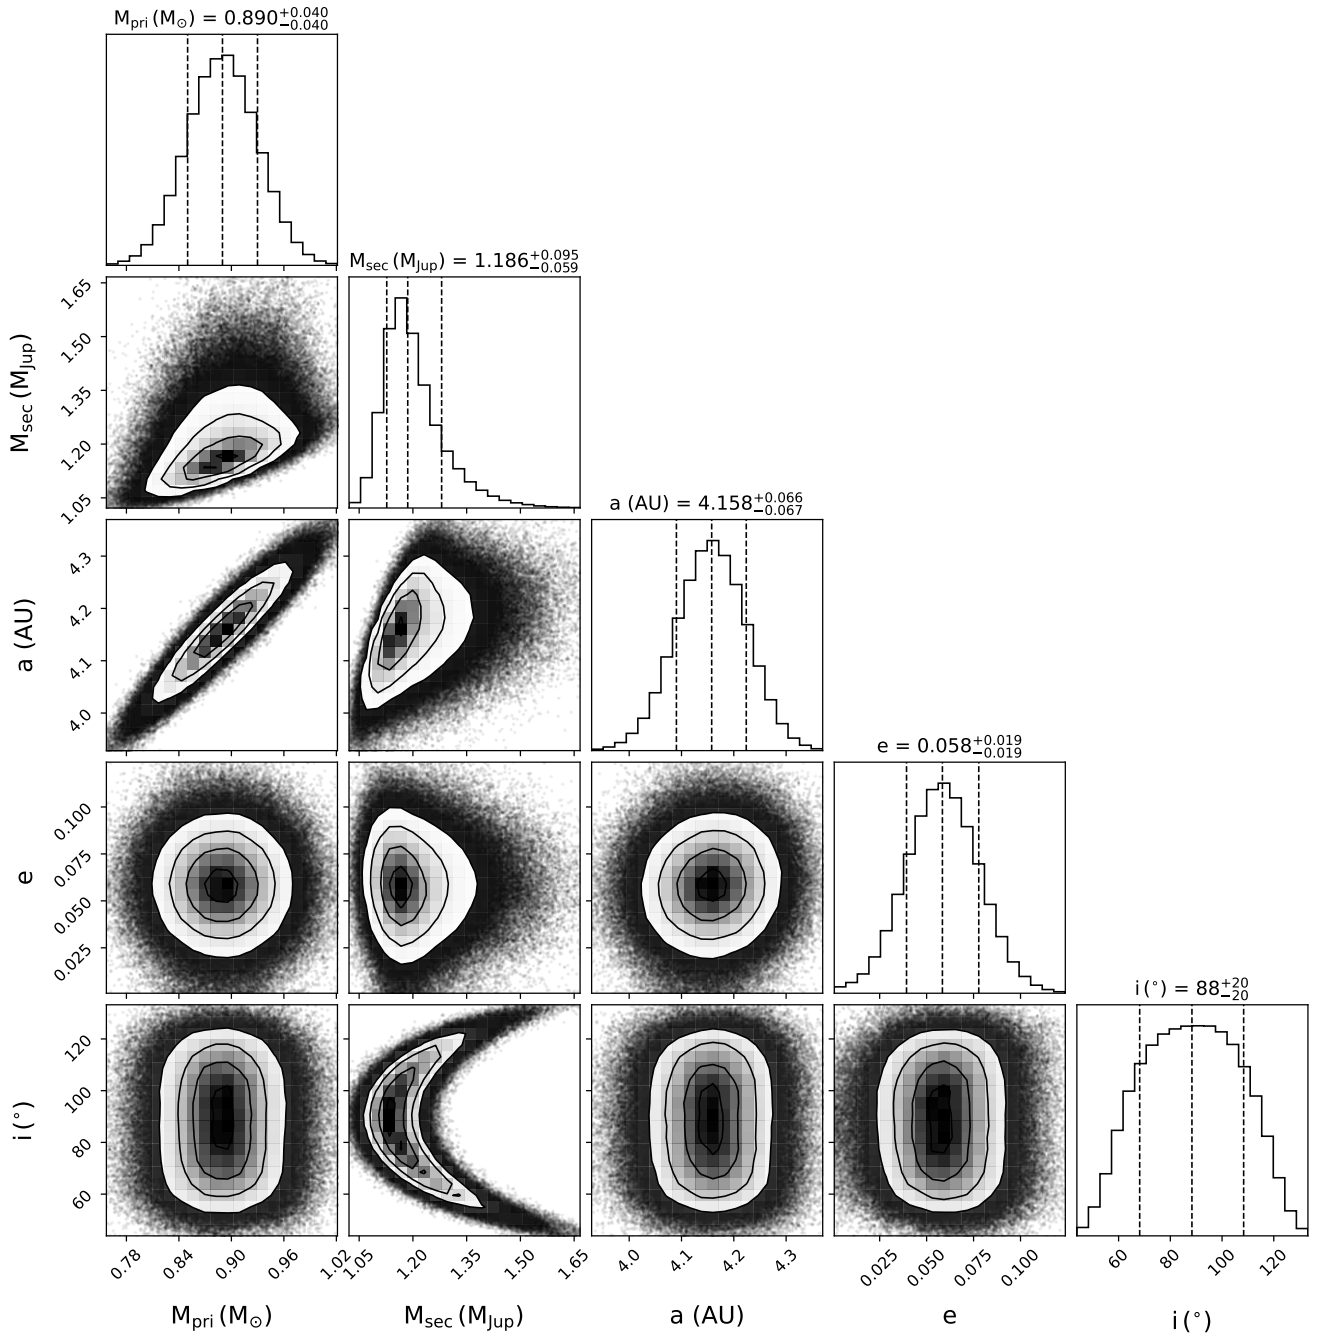 M_pri (M_⊙) = 0.890 +0.040 −0.040
M_sec (M_Jup) = 1.186 +0.095 −0.059
M_sec (M_Jup)
1.65
1.50
1.35
1.20
1.05
a (AU) = 4.158 +0.066 −0.067
a (AU)
4.3
4.2
4.1
4.0
e = 0.058 +0.019 −0.019
e
0.100
0.075
0.050
0.025
i (°) = 88 +20 −20
i (°)
120
100
80
60
0.78 0.84 0.90 0.96 1.02
1.05 1.20 1.35 1.50 1.65
4.0 4.1 4.2 4.3
0.025 0.050 0.075 0.100
60 80 100 120
M_pri (M_⊙)
M_sec (M_Jup)
a (AU)
e
i (°)